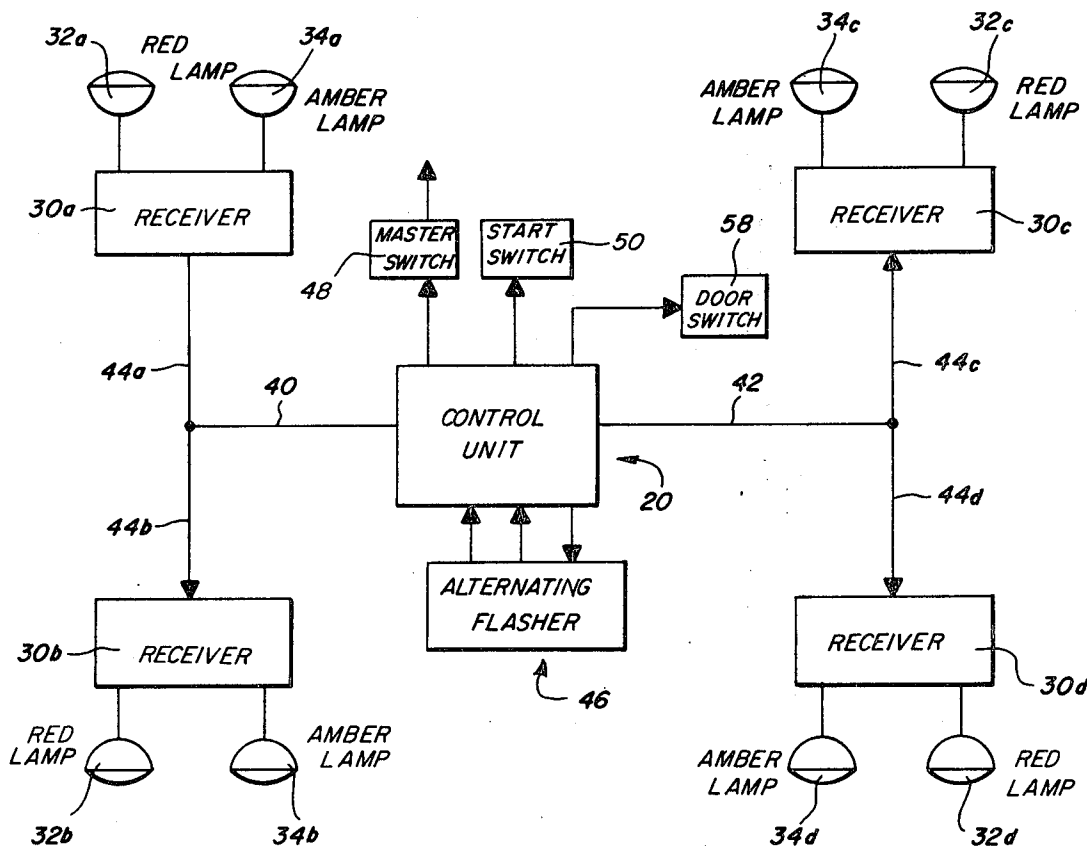 32a
RED
LAMP
34a
AMBER
LAMP
34c
32c
AMBER
LAMP
RED
LAMP
30a
RECEIVER
MASTER
SWITCH
48
START
SWITCH
50
58
DOOR
SWITCH
RECEIVER
30c
44a
40
CONTROL
UNIT
42
44c
20
44b
44d
ALTERNATING
FLASHER
46
30b
RECEIVER
RECEIVER
30d
RED
LAMP
AMBER
LAMP
AMBER
LAMP
RED
LAMP
32b
34b
34d
32d